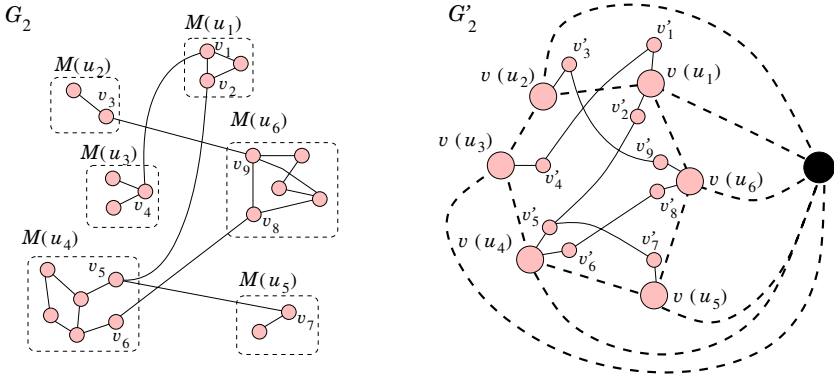 G₂
M(u₁)
v₁
v₂
M(u₂)
v₃
M(u₆)
v₉
v₈
M(u₃)
v₄
M(u₄)
v₅
v₆
M(u₅)
v₇
G'₂
v'₁
v'₃
v (u₁)
v (u₂)
v'₂
v (u₃)
v'₄
v'₉
v (u₆)
v'₈
v'₅
v (u₄)
v'₆
v'₇
v (u₅)